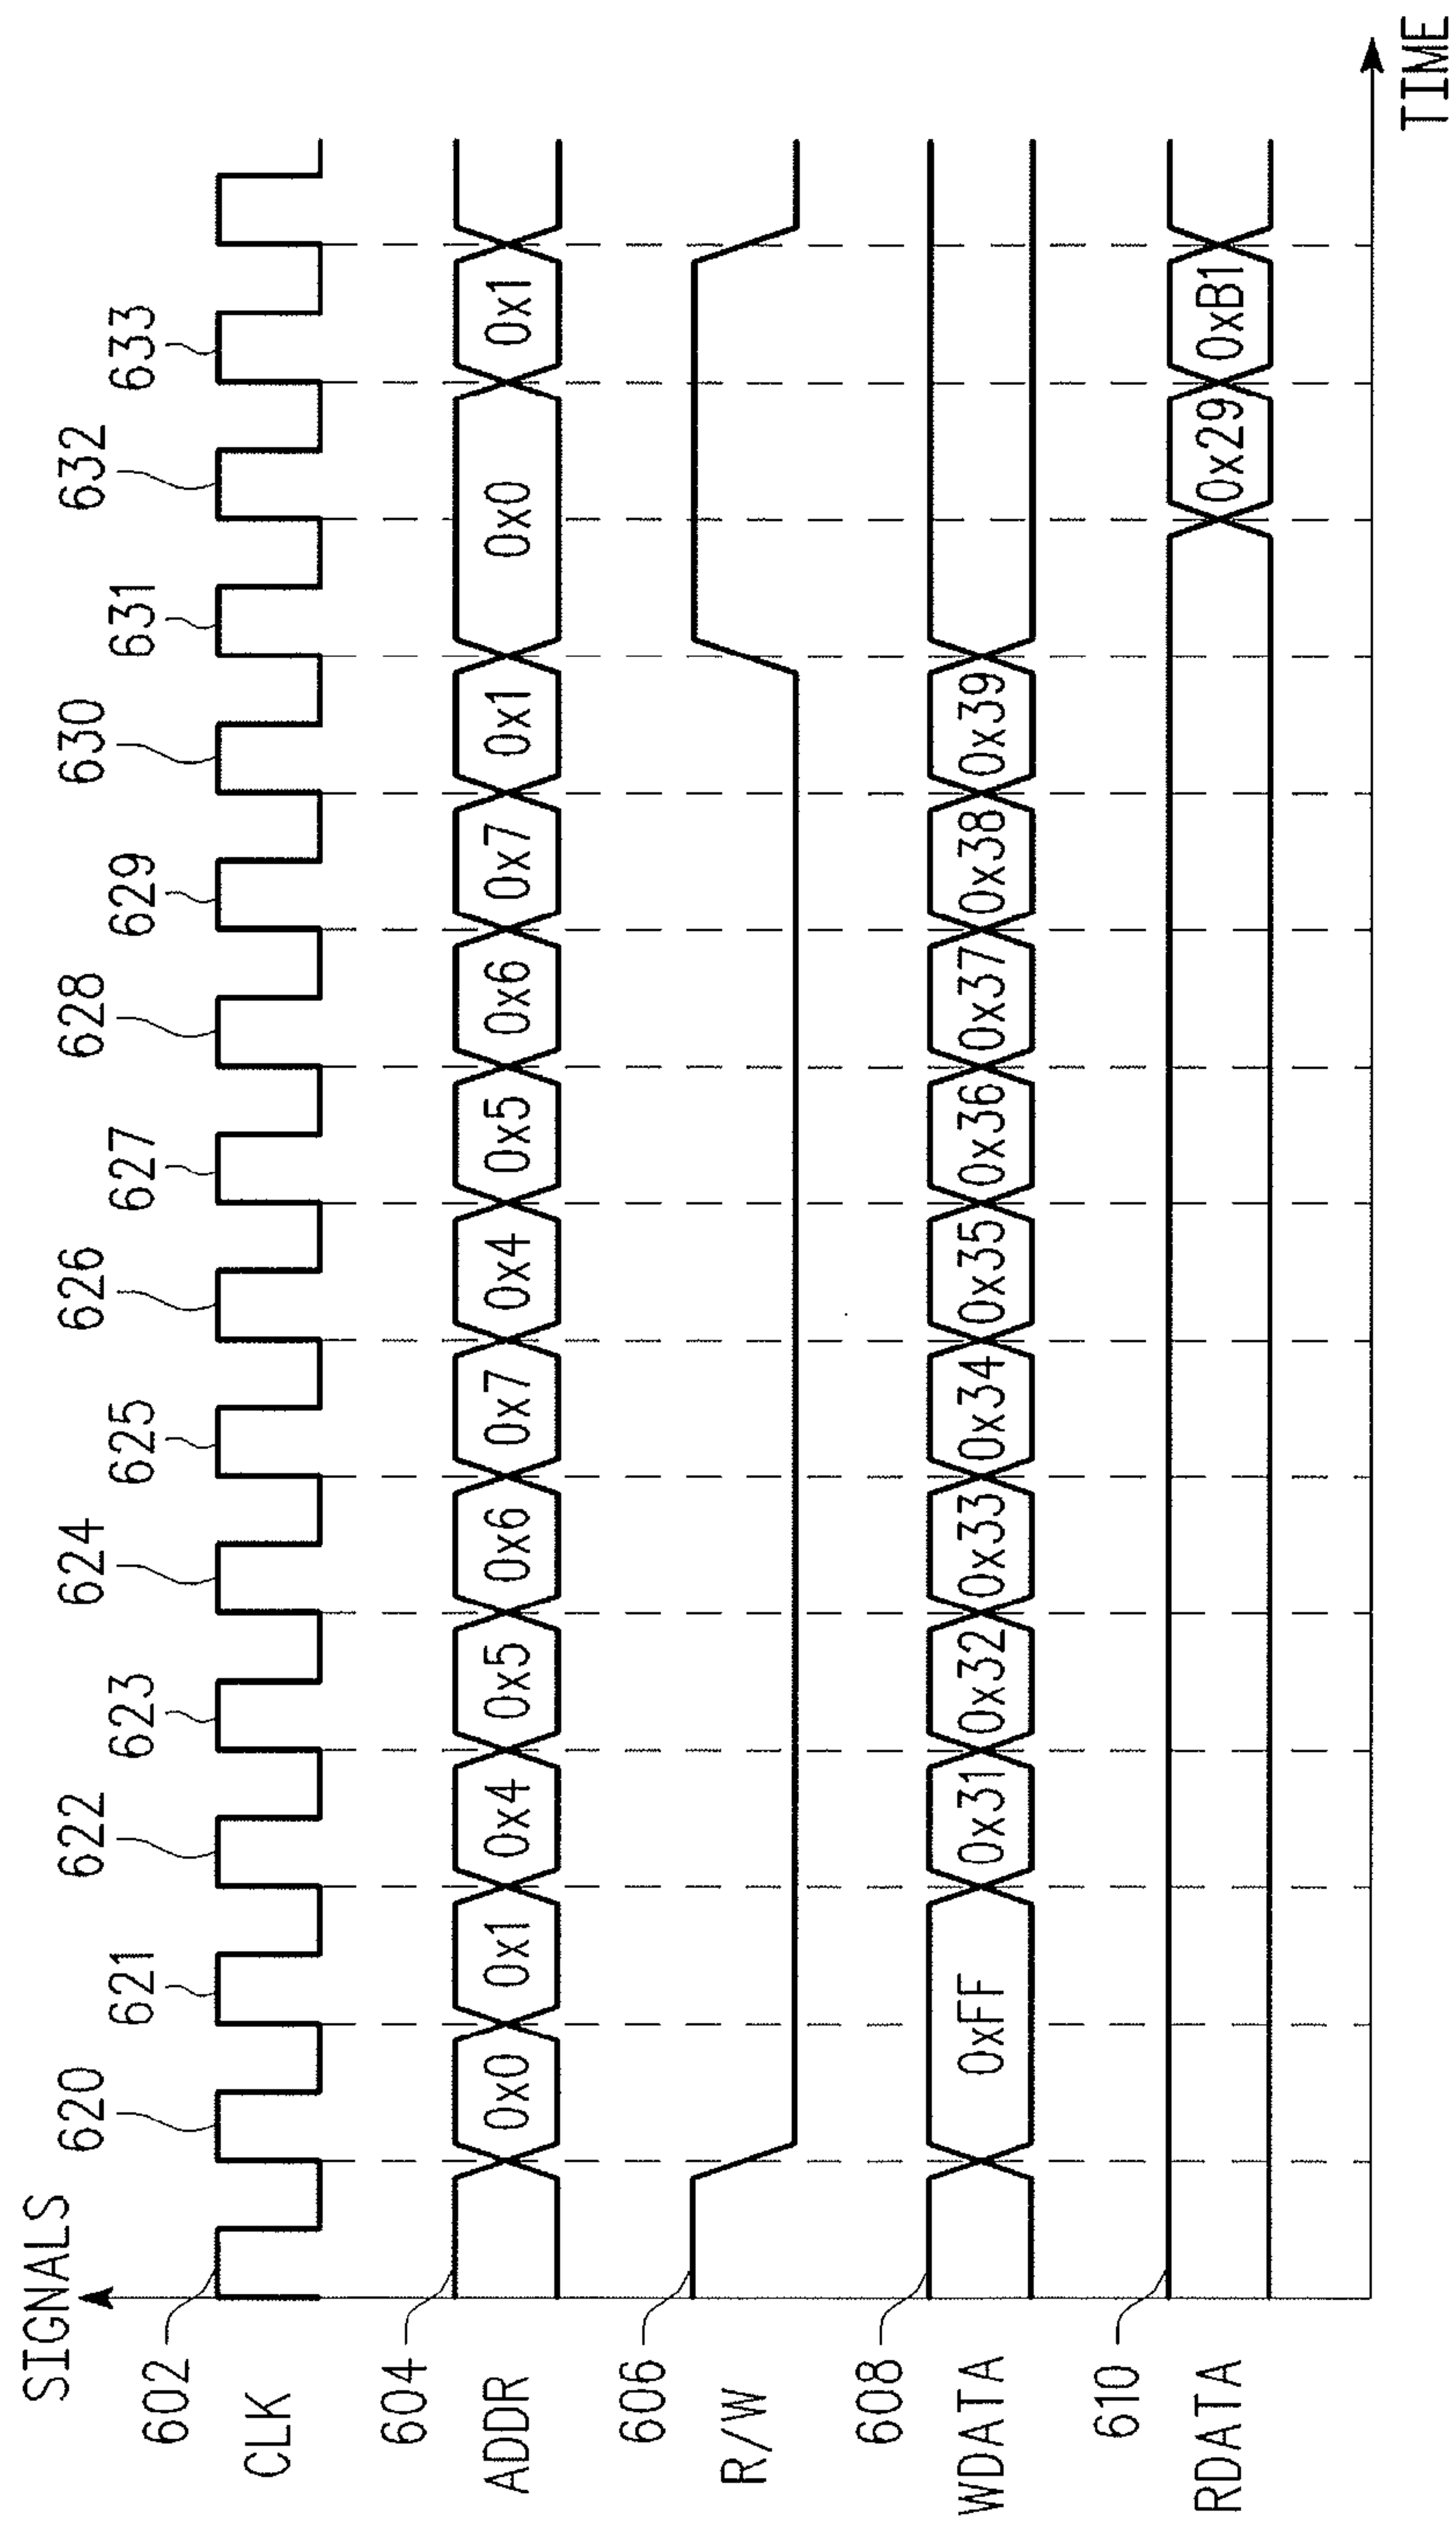 SIGNALS
620 621 622 623 624 625 626 627 628 629 630 631 632 633
602
CLK
604
ADDR 0x0 0x1 0x4 0x5 0x6 0x7 0x4 0x5 0x6 0x7 0x1 0x0 0x1
606
R/W
608
WDATA 0xFF 0x31 0x32 0x33 0x34 0x35 0x36 0x37 0x38 0x39
610
RDATA 0x29 0xB1
TIME